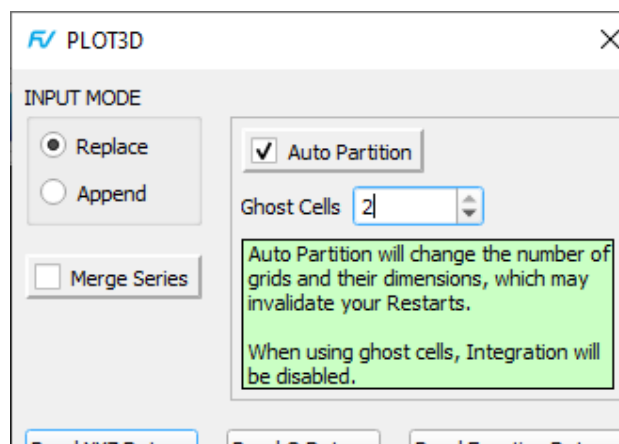 FV PLOT3D
INPUT MODE
Replace
Append
Merge Series
Auto Partition
Ghost Cells 2
Auto Partition will change the number of
grids and their dimensions, which may
invalidate your Restarts.
When using ghost cells, Integration will
be disabled.